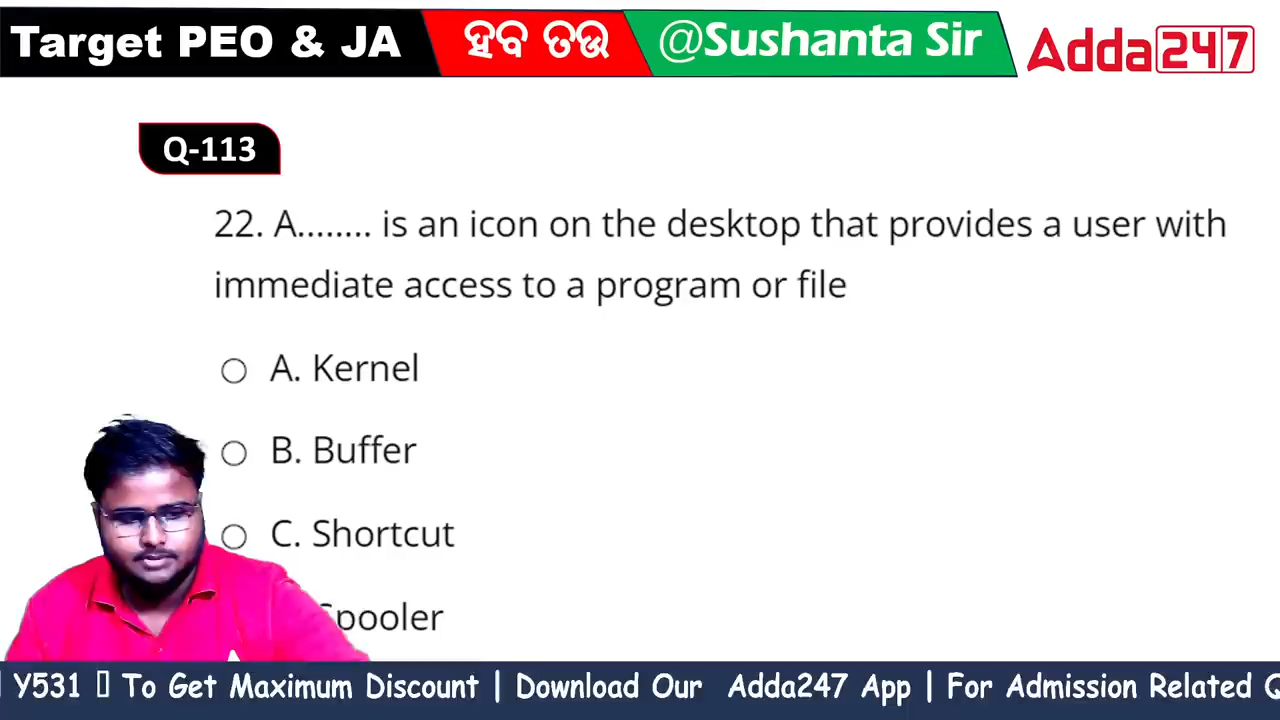 Target PEO & JA ହବ ତଉ @Sushanta Sir Adda247
Q-113
22. A........ is an icon on the desktop that provides a user with
immediate access to a program or file
A. Kernel
B. Buffer
C. Shortcut
Spooler
Y531 To Get Maximum Discount | Download Our Adda247 App | For Admission Related